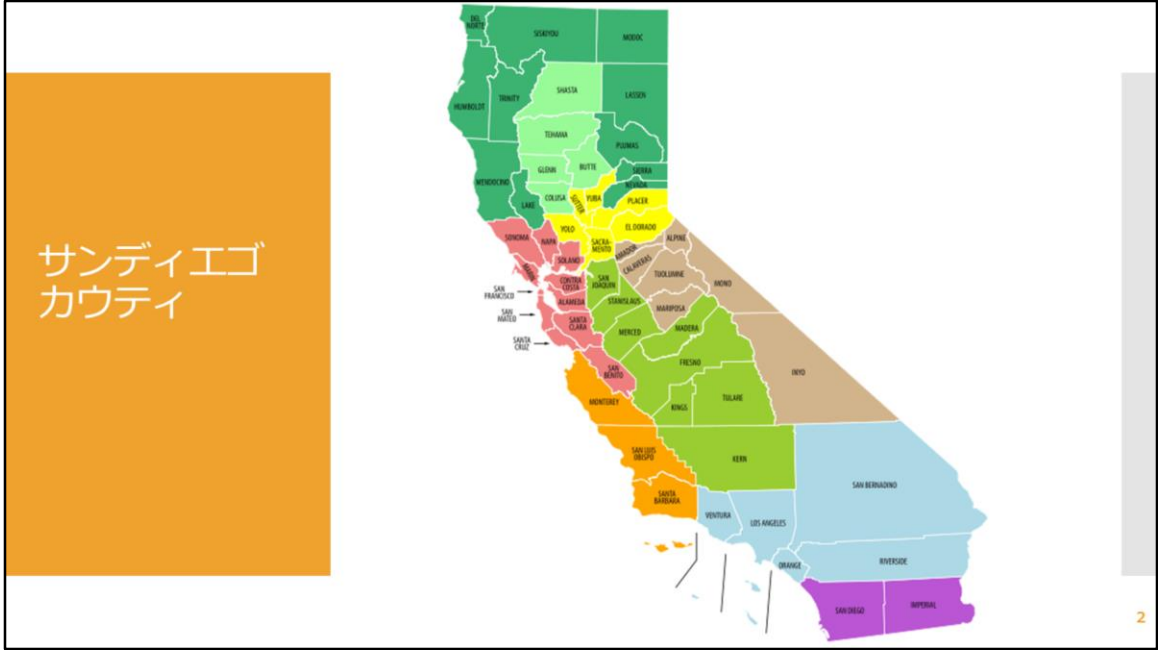 サンディエゴ
カウティ
DEL
NORTE
SISKIYOU
MODOC
HUMBOLDT
TRINITY
SHASTA
LASSEN
TEHAMA
PLUMAS
GLENN
BUTTE
SIERRA
MENDOCINO
NEVADA
LAKE
COLUSA
SUTTER
YUBA
PLACER
YOLO
EL DORADO
SONOMA
NAPA
SACRA-
MENTO
ALPINE
AMADOR
SOLANO
CALAVERAS
MARIN
CONTRA
COSTA
SAN
JOAQUIN
TUOLUMNE
MONO
SAN
FRANCISCO
ALAMEDA
STANISLAUS
MARIPOSA
SAN
MATEO
SANTA
CLARA
MERCED
MADERA
SANTA
CRUZ
SAN
BENITO
FRESNO
INYO
MONTEREY
KINGS
TULARE
SAN LUIS
OBISPO
KERN
SANTA
BARBARA
SAN BERNADINO
VENTURA
LOS ANGELES
ORANGE
RIVERSIDE
SAN DIEGO
IMPERIAL
2